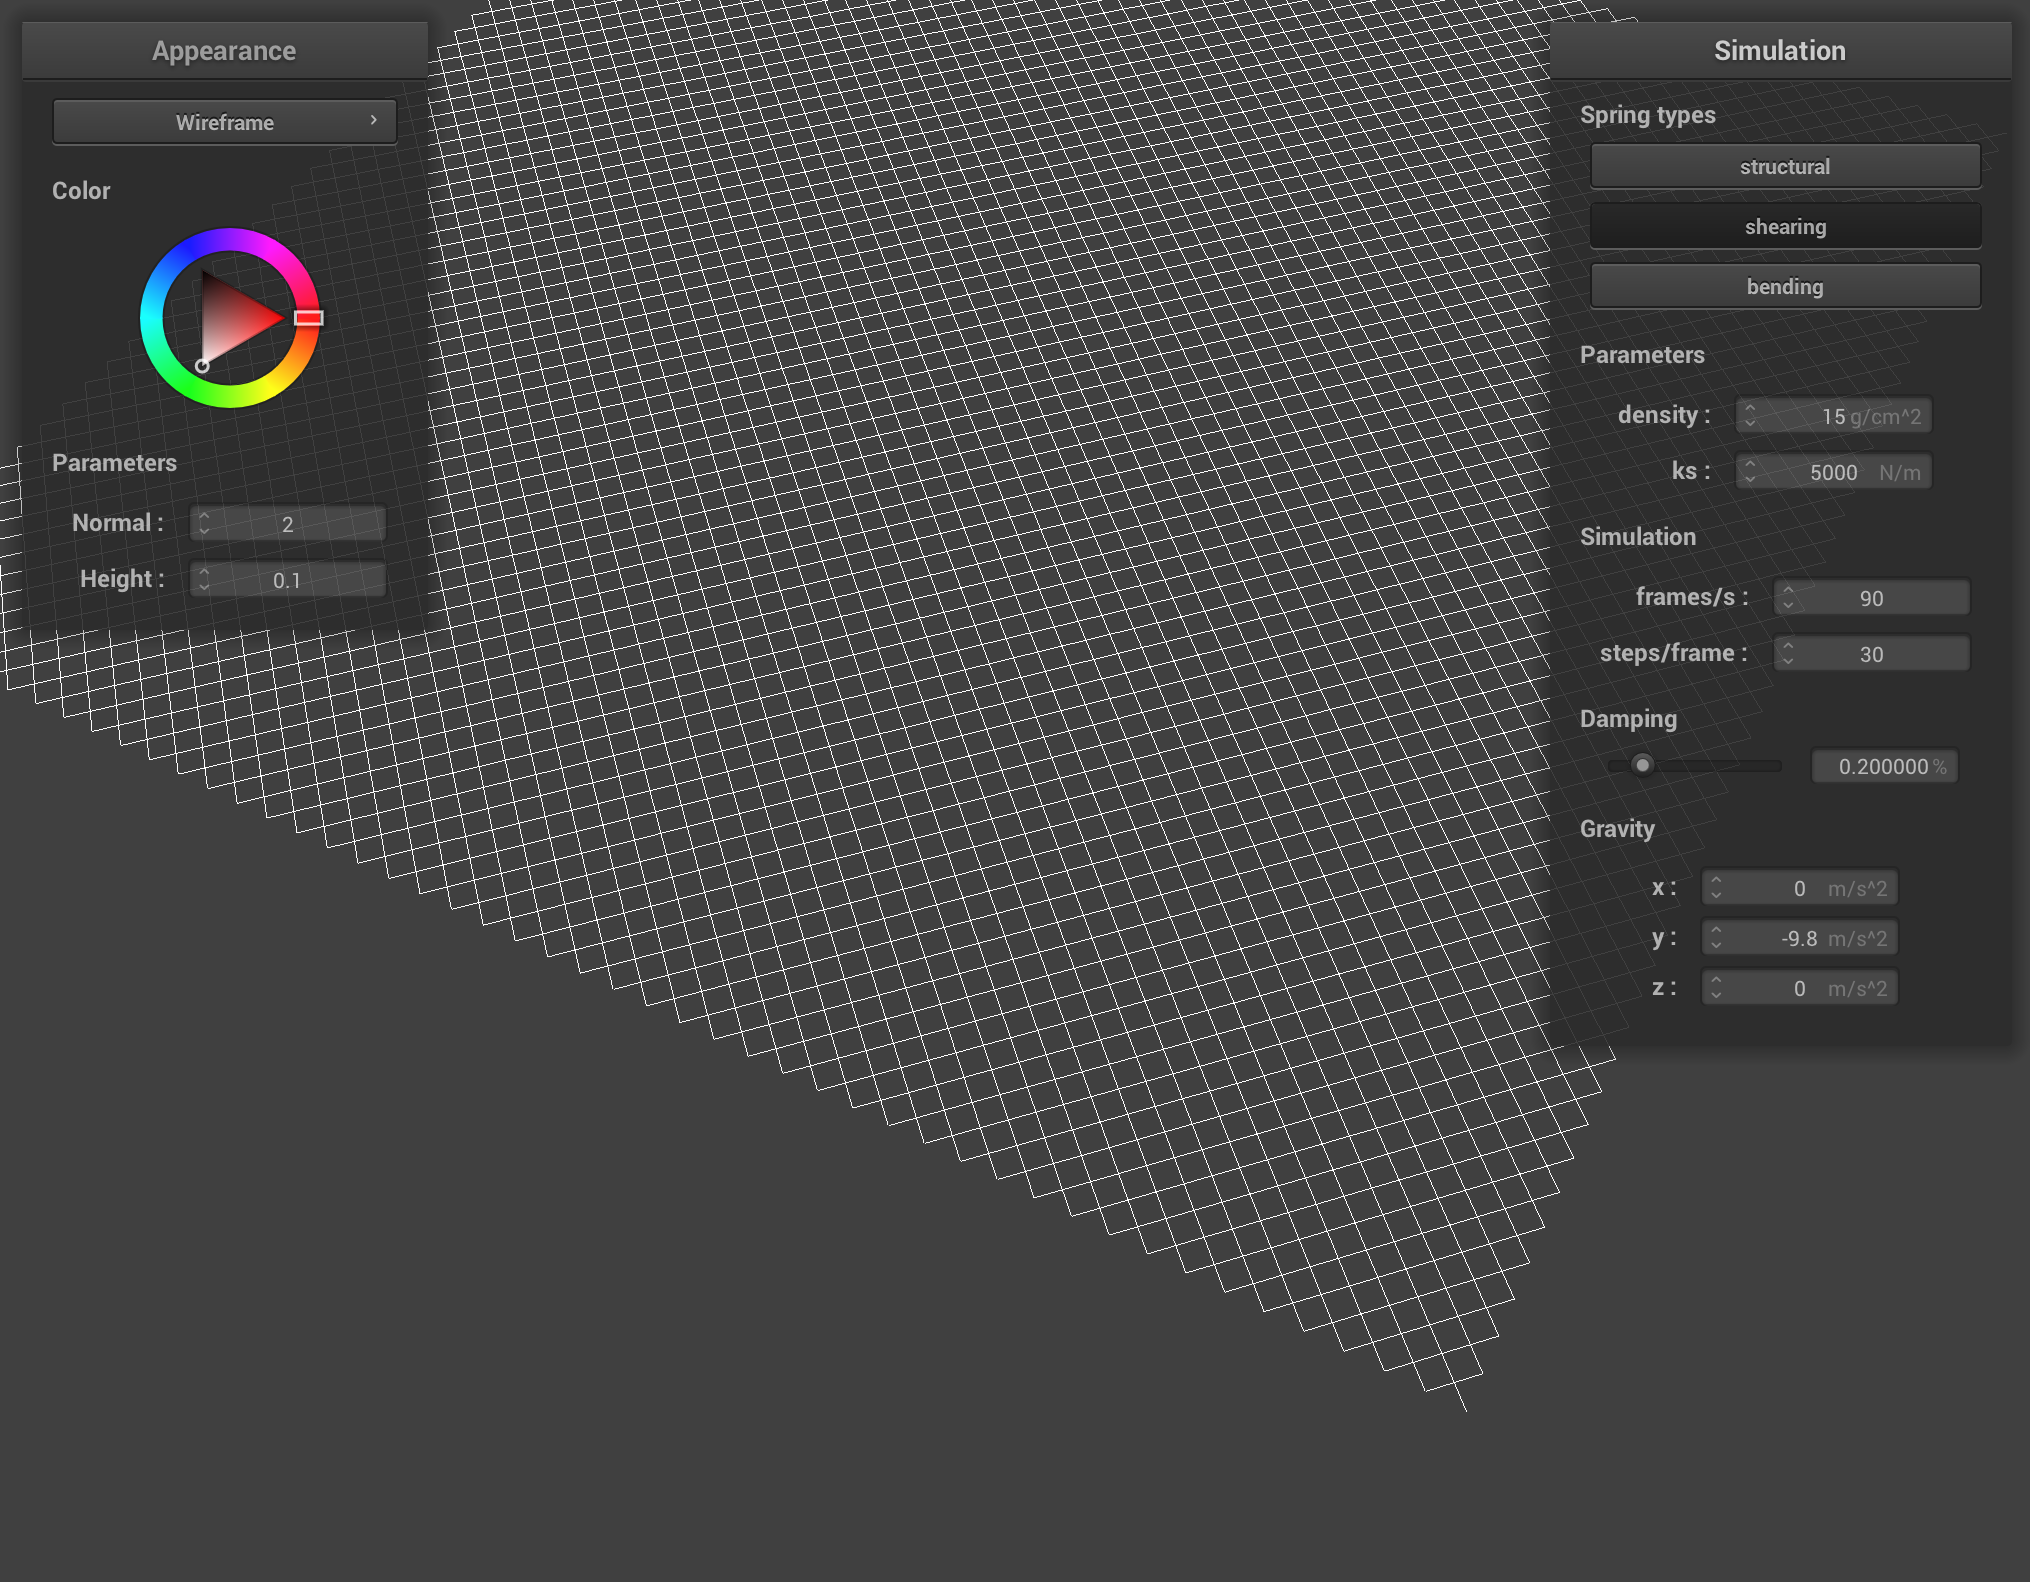 Appearance
Wireframe
Color
Parameters
Normal : 2
Height : 0.1
Simulation
Spring types
structural
shearing
bending
Parameters
density : 15 g/cm^2
ks : 5000 N/m
Simulation
frames/s : 90
steps/frame : 30
Damping
0.200000 %
Gravity
x : 0 m/s^2
y : -9.8 m/s^2
z : 0 m/s^2